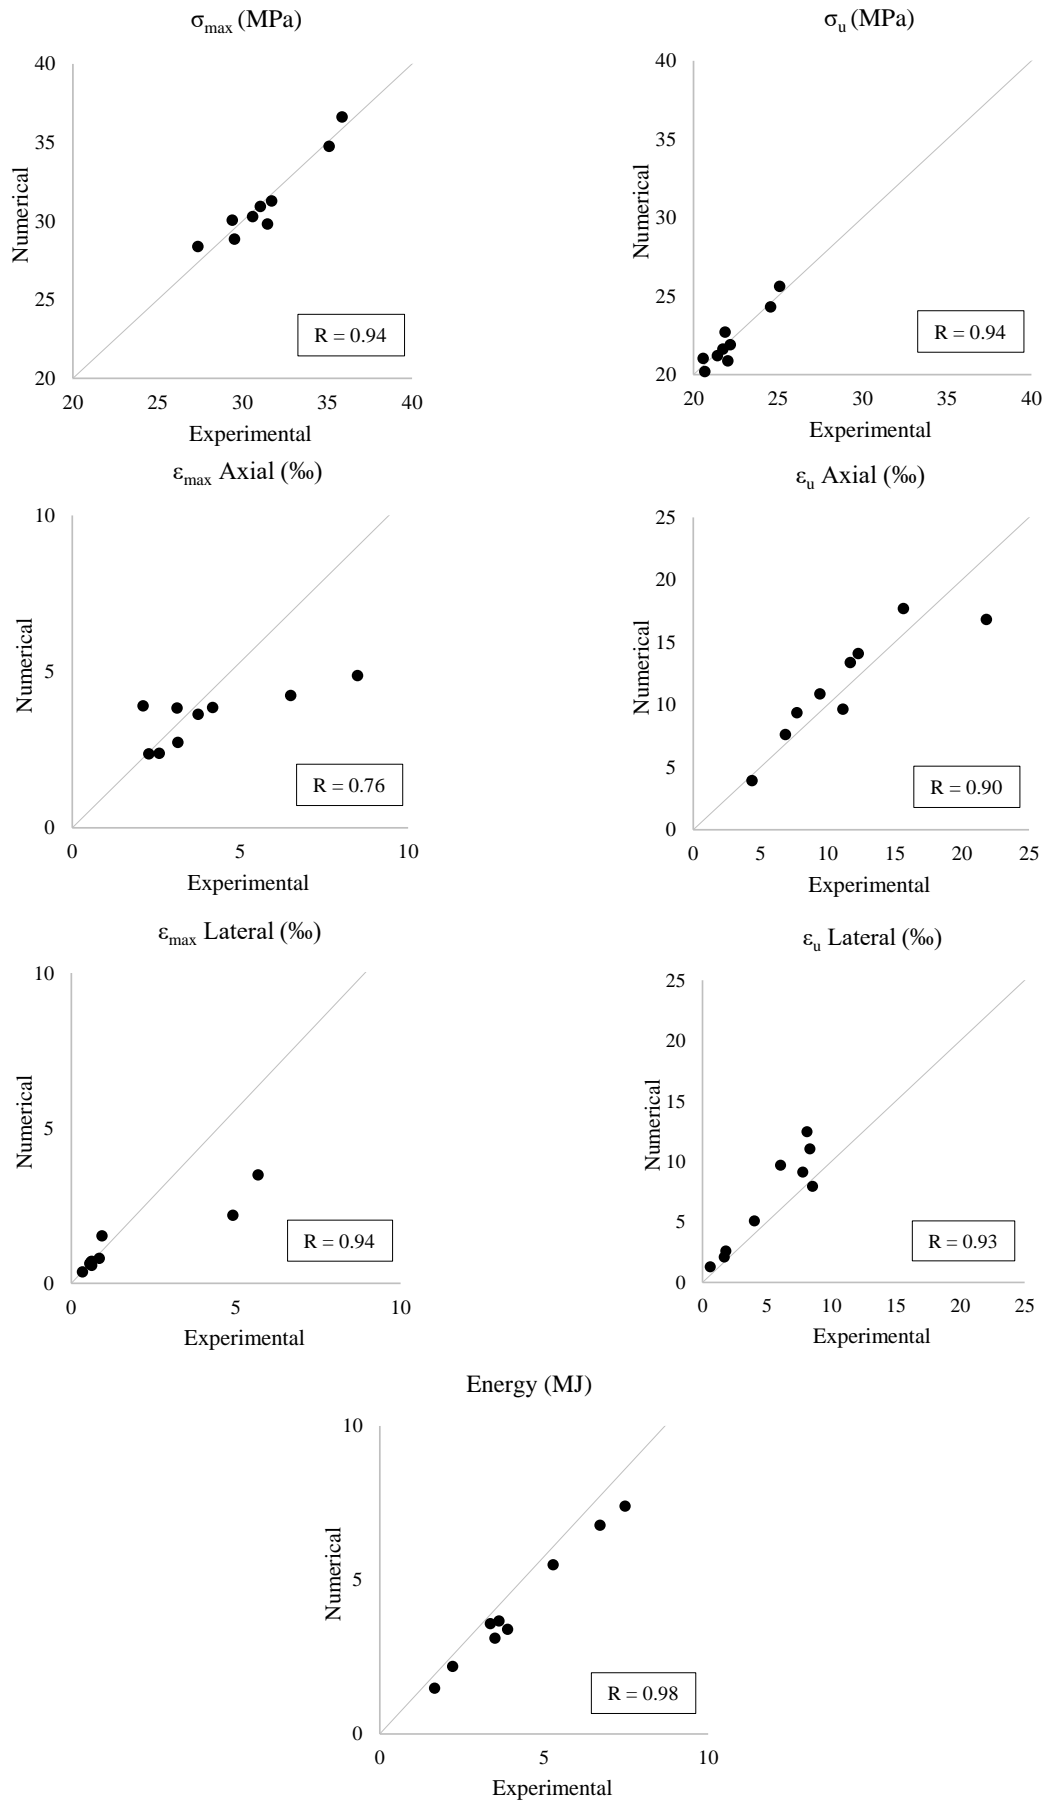 σmax (MPa)
40
35
30
25
20
Numerical
R = 0.94
20 25 30 35 40
Experimental
σu (MPa)
40
35
30
25
20
Numerical
R = 0.94
20 25 30 35 40
Experimental
εmax Axial (‰)
10
5
0
Numerical
R = 0.76
0 5 10
Experimental
εu Axial (‰)
25
20
15
10
5
0
Numerical
R = 0.90
0 5 10 15 20 25
Experimental
εmax Lateral (‰)
10
5
0
Numerical
R = 0.94
0 5 10
Experimental
εu Lateral (‰)
25
20
15
10
5
0
Numerical
R = 0.93
0 5 10 15 20 25
Experimental
Energy (MJ)
10
5
0
Numerical
R = 0.98
0 5 10
Experimental